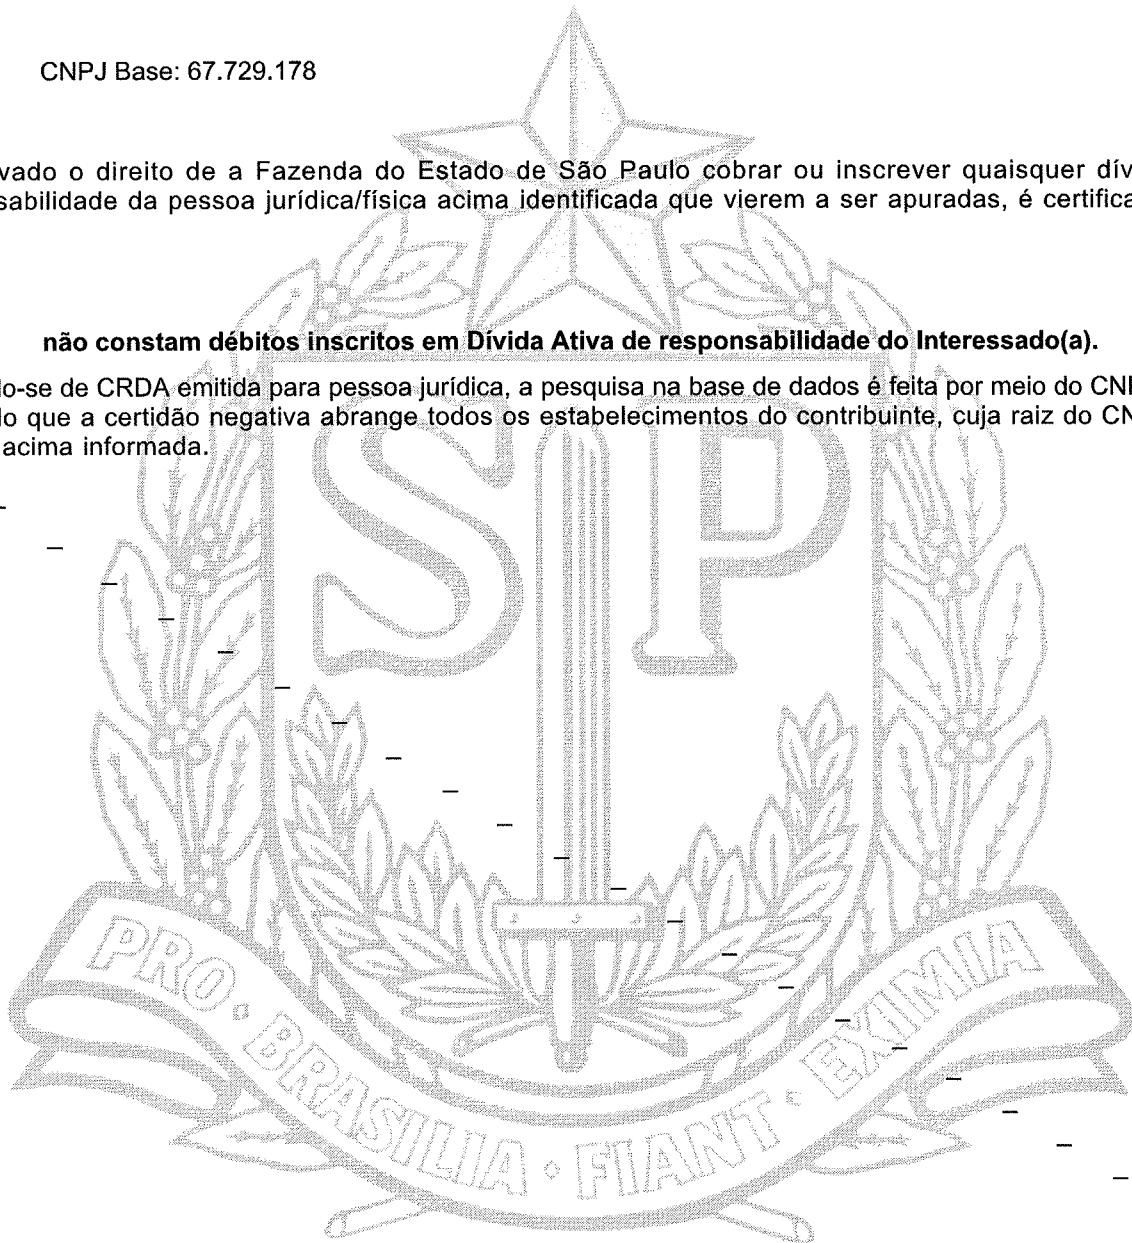 CNPJ Base: 67.729.178
vado o direito de a Fazenda do Estado de São Paulo cobrar ou inscrever quaisquer dív
sabilidade da pessoa jurídica/física acima identificada que vierem a ser apuradas, é certifica
não constam débitos inscritos em Dívida Ativa de responsabilidade do Interessado(a).
lo-se de CRDA emitida para pessoa jurídica, a pesquisa na base de dados é feita por meio do CNP
lo que a certidão negativa abrange todos os estabelecimentos do contribuinte, cuja raiz do CN
acima informada.
SP
PRO · BRASILIA · FIANT · EXIMIA